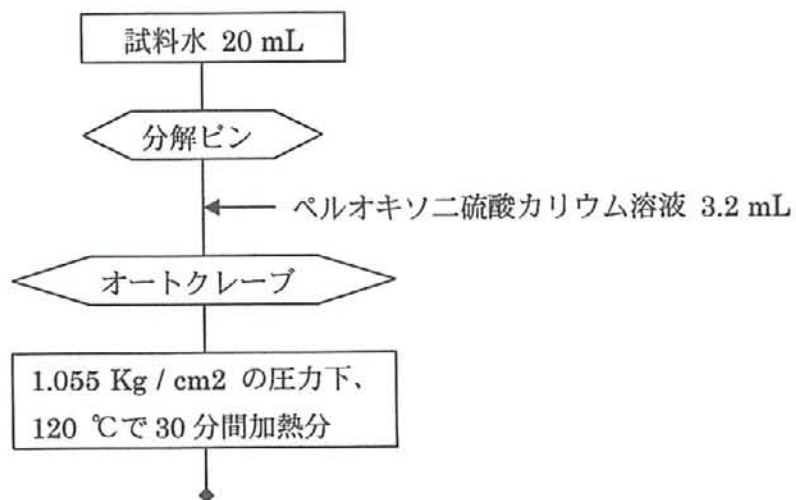 試料水 20 mL
分解ビン
ペルオキソ二硫酸カリウム溶液 3.2 mL
オートクレーブ
1.055 Kg / cm2 の圧力下、
120 ℃で 30 分間加熱分